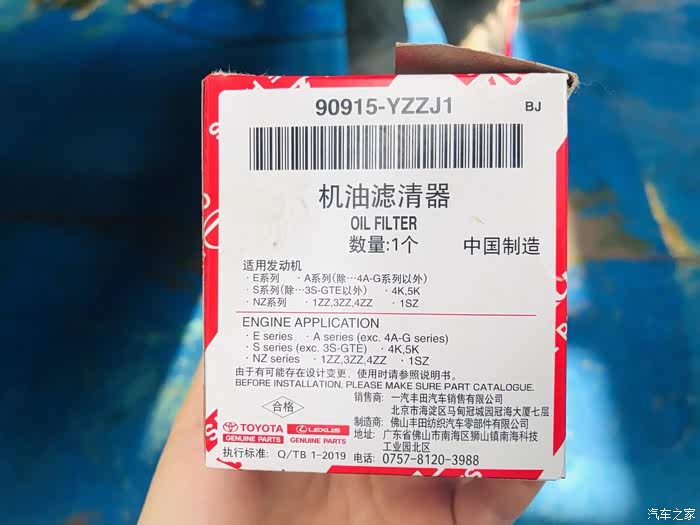 90915-YZZJ1
BJ
机油滤清器
OIL FILTER
数量:1个
中国制造
适用发动机
·E系列 ·A系列(除…4A-G系列以外)
·S系列(除…3S-GTE以外) ·4K,5K
·NZ系列 ·1ZZ,3ZZ,4ZZ ·1SZ
ENGINE APPLICATION
·E series ·A series (exc. 4A-G series)
·S series (exc. 3S-GTE) ·4K,5K
·NZ series ·1ZZ,3ZZ,4ZZ ·1SZ
由于有可能存在设计变更，使用时请参照说明书。
BEFORE INSTALLATION, PLEASE MAKE SURE PART CATALOGUE.
合格
销售商: 一汽丰田汽车销售有限公司
北京市海淀区马甸冠城园冠海大厦七层
制造商: 佛山丰田纺织汽车零部件有限公司
地址: 广东省佛山市南海区狮山镇南海科技
工业园北区
电话: 0757-8120-3988
TOYOTA
GENUINE PARTS
LEXUS
GENUINE PARTS
执行标准: Q/TB 1-2019
汽车之家